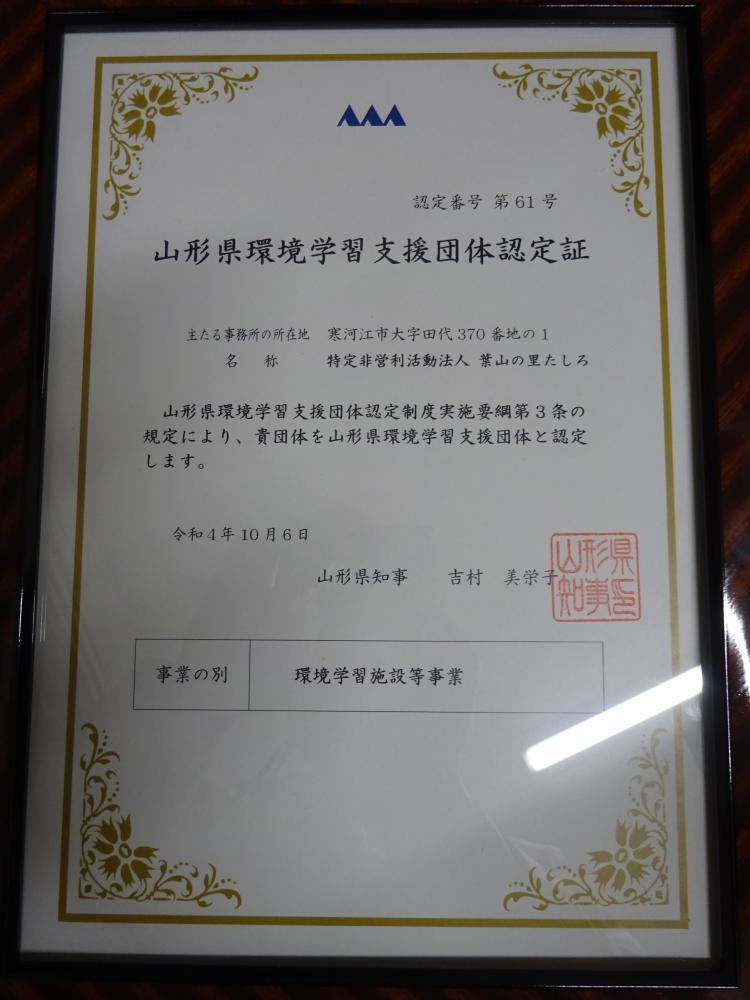 認定番号 第61号
山形県環境学習支援団体認定証
主たる事務所の所在地 寒河江市大字田代370番地の1
名 称 特定非営利活動法人 葉山の里たしろ
山形県環境学習支援団体認定制度実施要綱第3条の
規定により、貴団体を山形県環境学習支援団体と認定
します。
令和4年10月6日
山形県知事 吉村 美栄子
山形県
知事印
事業の別 環境学習施設等事業